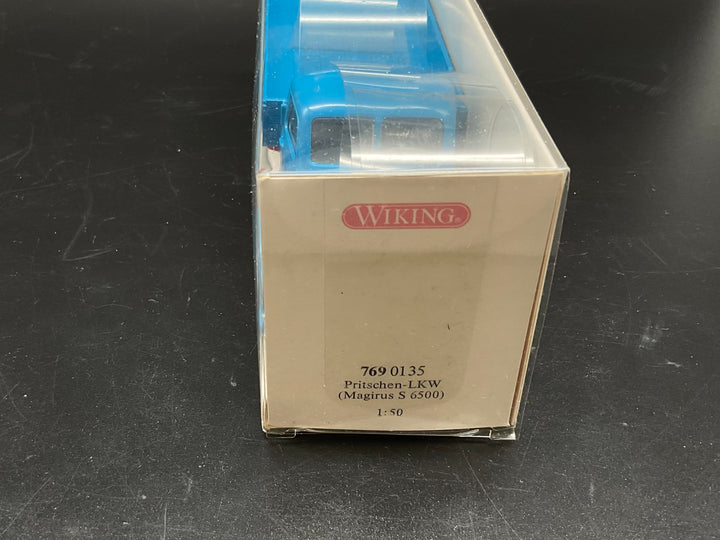 WIKING®
769 0135
Pritschen-LKW
(Magirus S 6500)
1:50